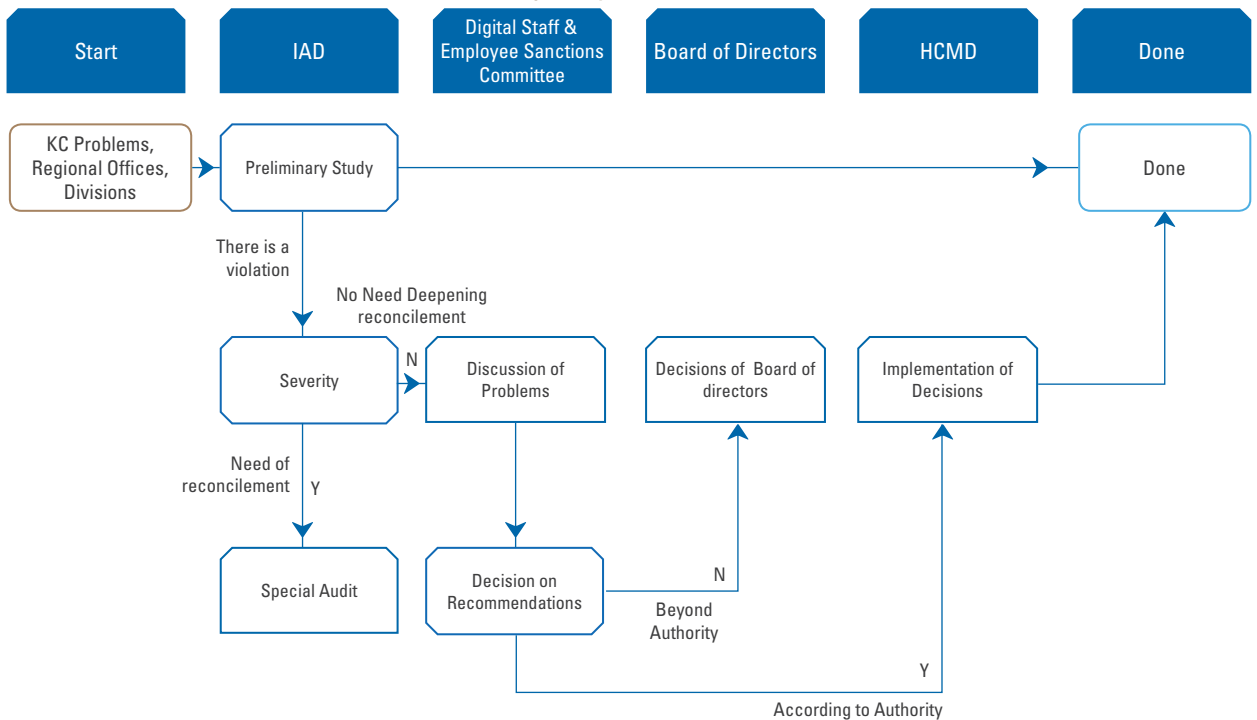 Start
IAD
Digital Staff &
Employee Sanctions
Committee
Board of Directors
HCMD
Done
KC Problems,
Regional Offices,
Divisions
Preliminary Study
Done
There is a
violation
No Need Deepening
reconcilement
Severity
N
Discussion of
Problems
Decisions of Board of
directors
Implementation of
Decisions
Need of
reconcilement
Y
Special Audit
Decision on
Recommendations
N
Beyond
Authority
Y
According to Authority